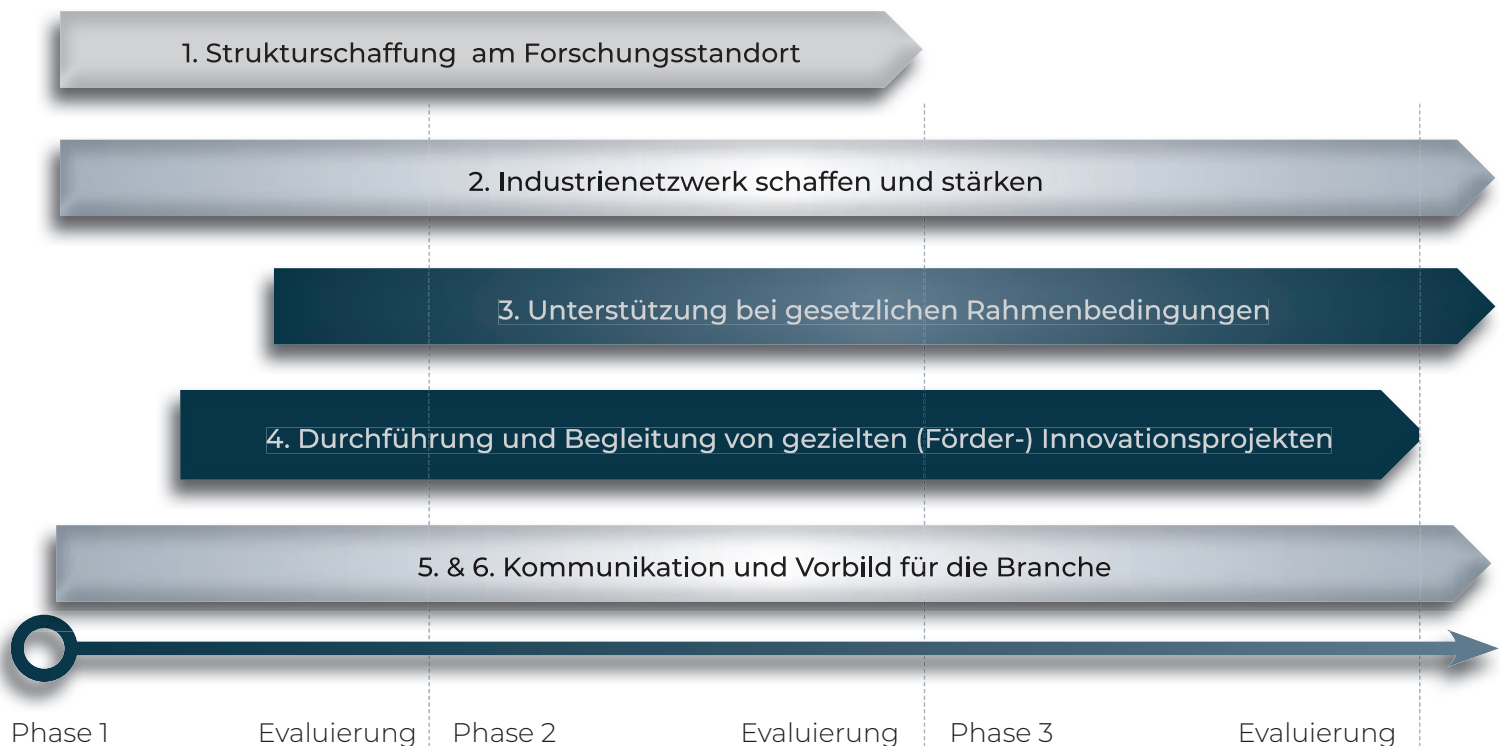 1. Strukturschaffung am Forschungsstandort
2. Industrienetzwerk schaffen und stärken
3. Unterstützung bei gesetzlichen Rahmenbedingungen
4. Durchführung und Begleitung von gezielten (Förder-) Innovationsprojekten
5. & 6. Kommunikation und Vorbild für die Branche
Phase 1 Evaluierung Phase 2 Evaluierung Phase 3 Evaluierung